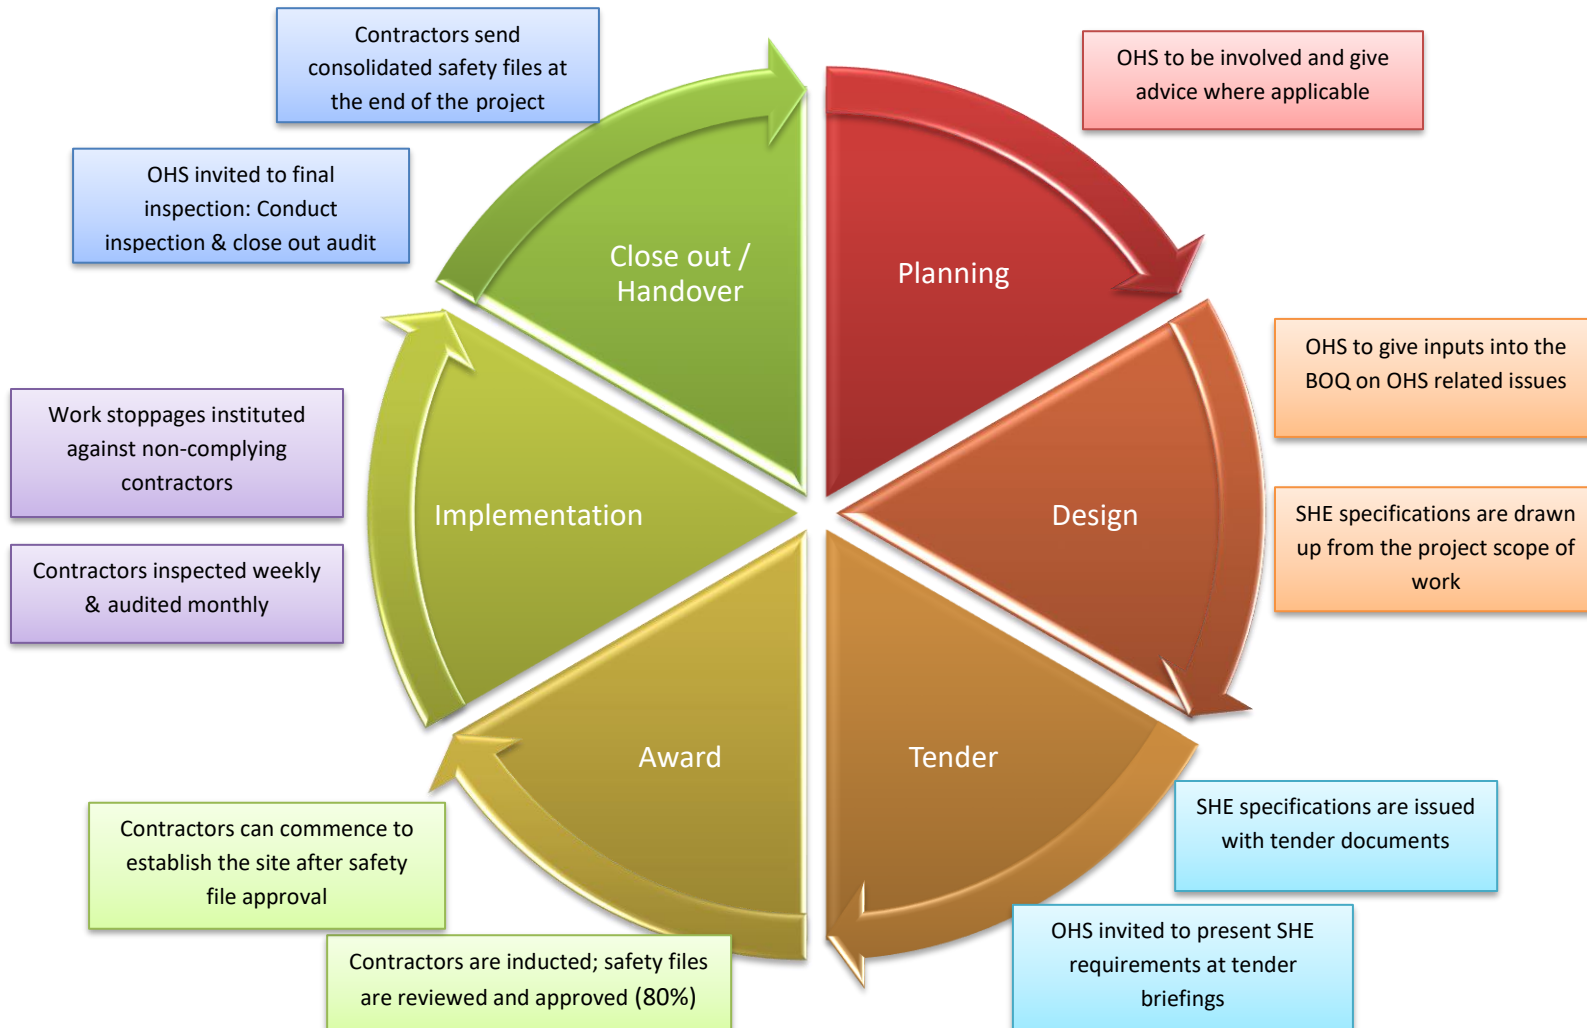 Contractors send
consolidated safety files at
the end of the project
OHS to be involved and give
advice where applicable
OHS invited to final
inspection: Conduct
inspection & close out audit
Close out /
Handover
Planning
OHS to give inputs into the
BOQ on OHS related issues
Work stoppages instituted
against non-complying
contractors
Implementation
Design
SHE specifications are drawn
up from the project scope of
work
Contractors inspected weekly
& audited monthly
Award
Tender
SHE specifications are issued
with tender documents
Contractors can commence to
establish the site after safety
file approval
OHS invited to present SHE
requirements at tender
briefings
Contractors are inducted; safety files
are reviewed and approved (80%)